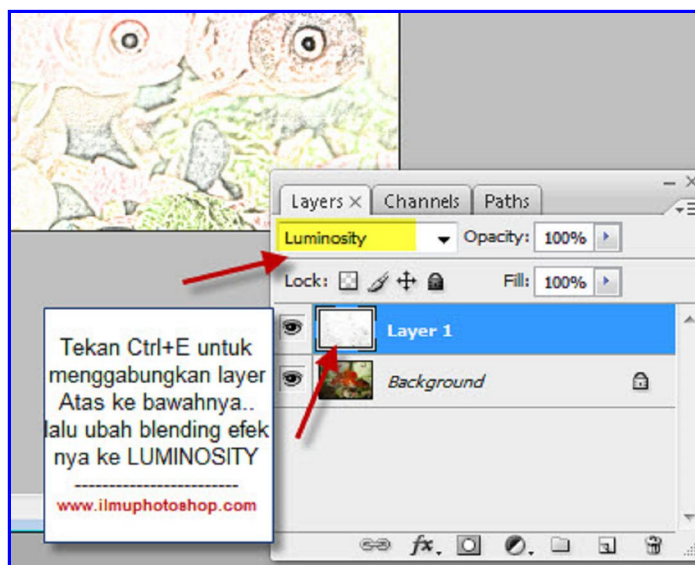 Layers × Channels Paths
Luminosity Opacity: 100%
Lock: Fill: 100%
Layer 1
Background
Tekan Ctrl+E untuk
menggabungkan layer
Atas ke bawahnya..
lalu ubah blending efek
nya ke LUMINOSITY
------------------------
www.ilmuphotoshop.com
fx.